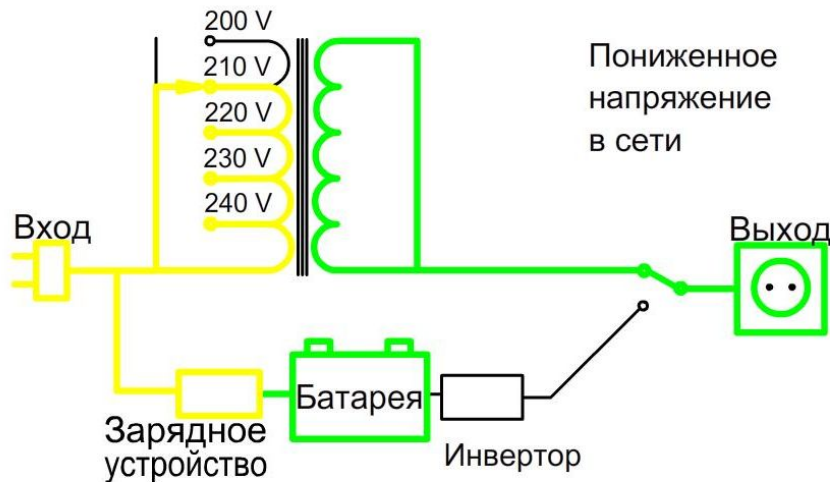 200 V
210 V
220 V
230 V
240 V
Пониженное
напряжение
в сети
Вход
Выход
Батарея
Зарядное
устройство
Инвертор